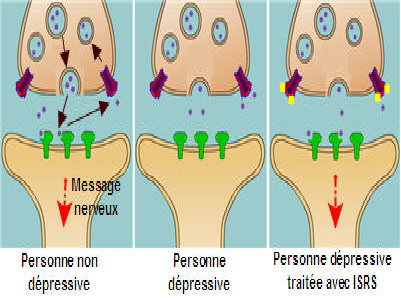 Message
nerveux
Personne non
dépressive
Personne
dépressive
Personne dépressive
traitée avec ISRS